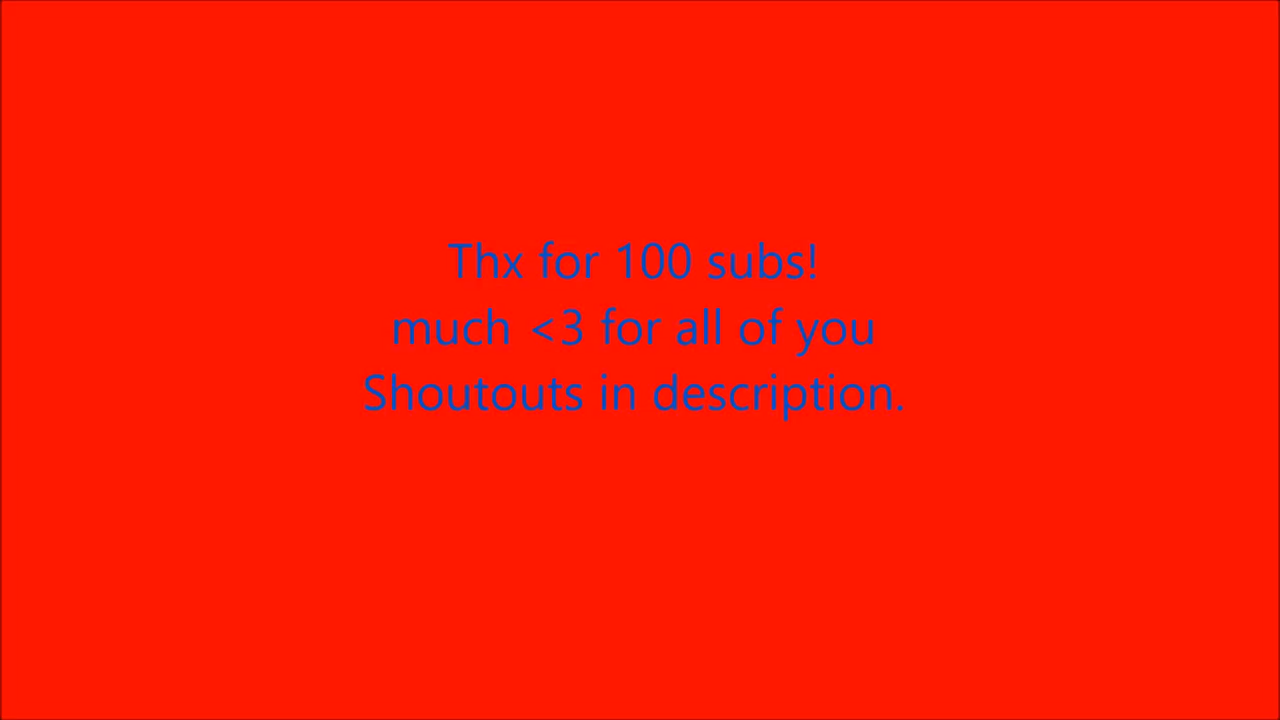 Thx for 100 subs!
much <3 for all of you
Shoutouts in description.